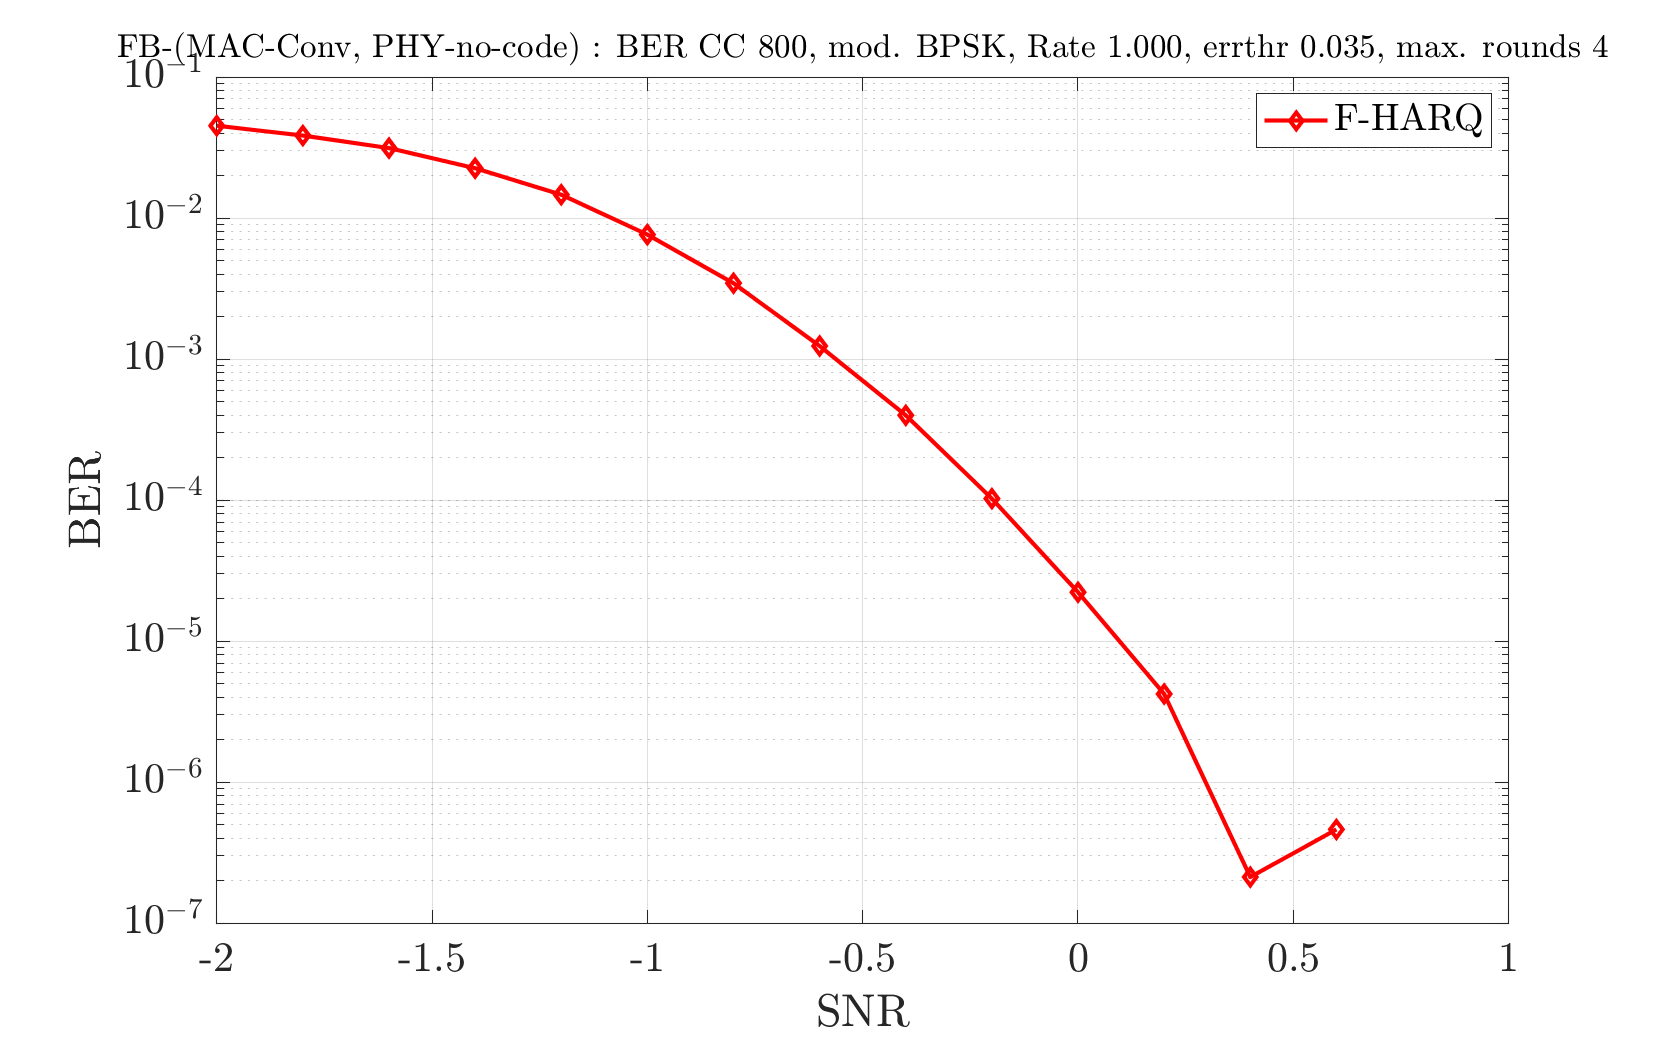 FB-(MAC-Conv, PHY-no-code) : BER CC 800, mod. BPSK, Rate 1.000, errthr 0.035, max. rounds 4
F-HARQ
10^{-1}
10^{-2}
10^{-3}
10^{-4}
10^{-5}
10^{-6}
10^{-7}
BER
-2 -1.5 -1 -0.5 0 0.5 1
SNR